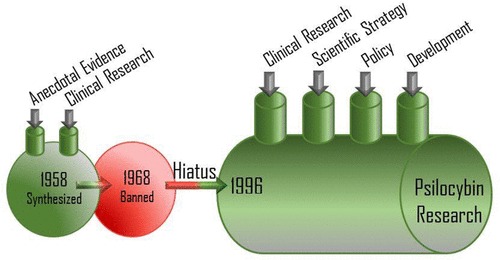 Anecdotal Evidence
Clinical Research
Clinical Research
Scientific Strategy
Policy
Development
1958
Synthesized
1968
Banned
Hiatus
1996
Psilocybin
Research